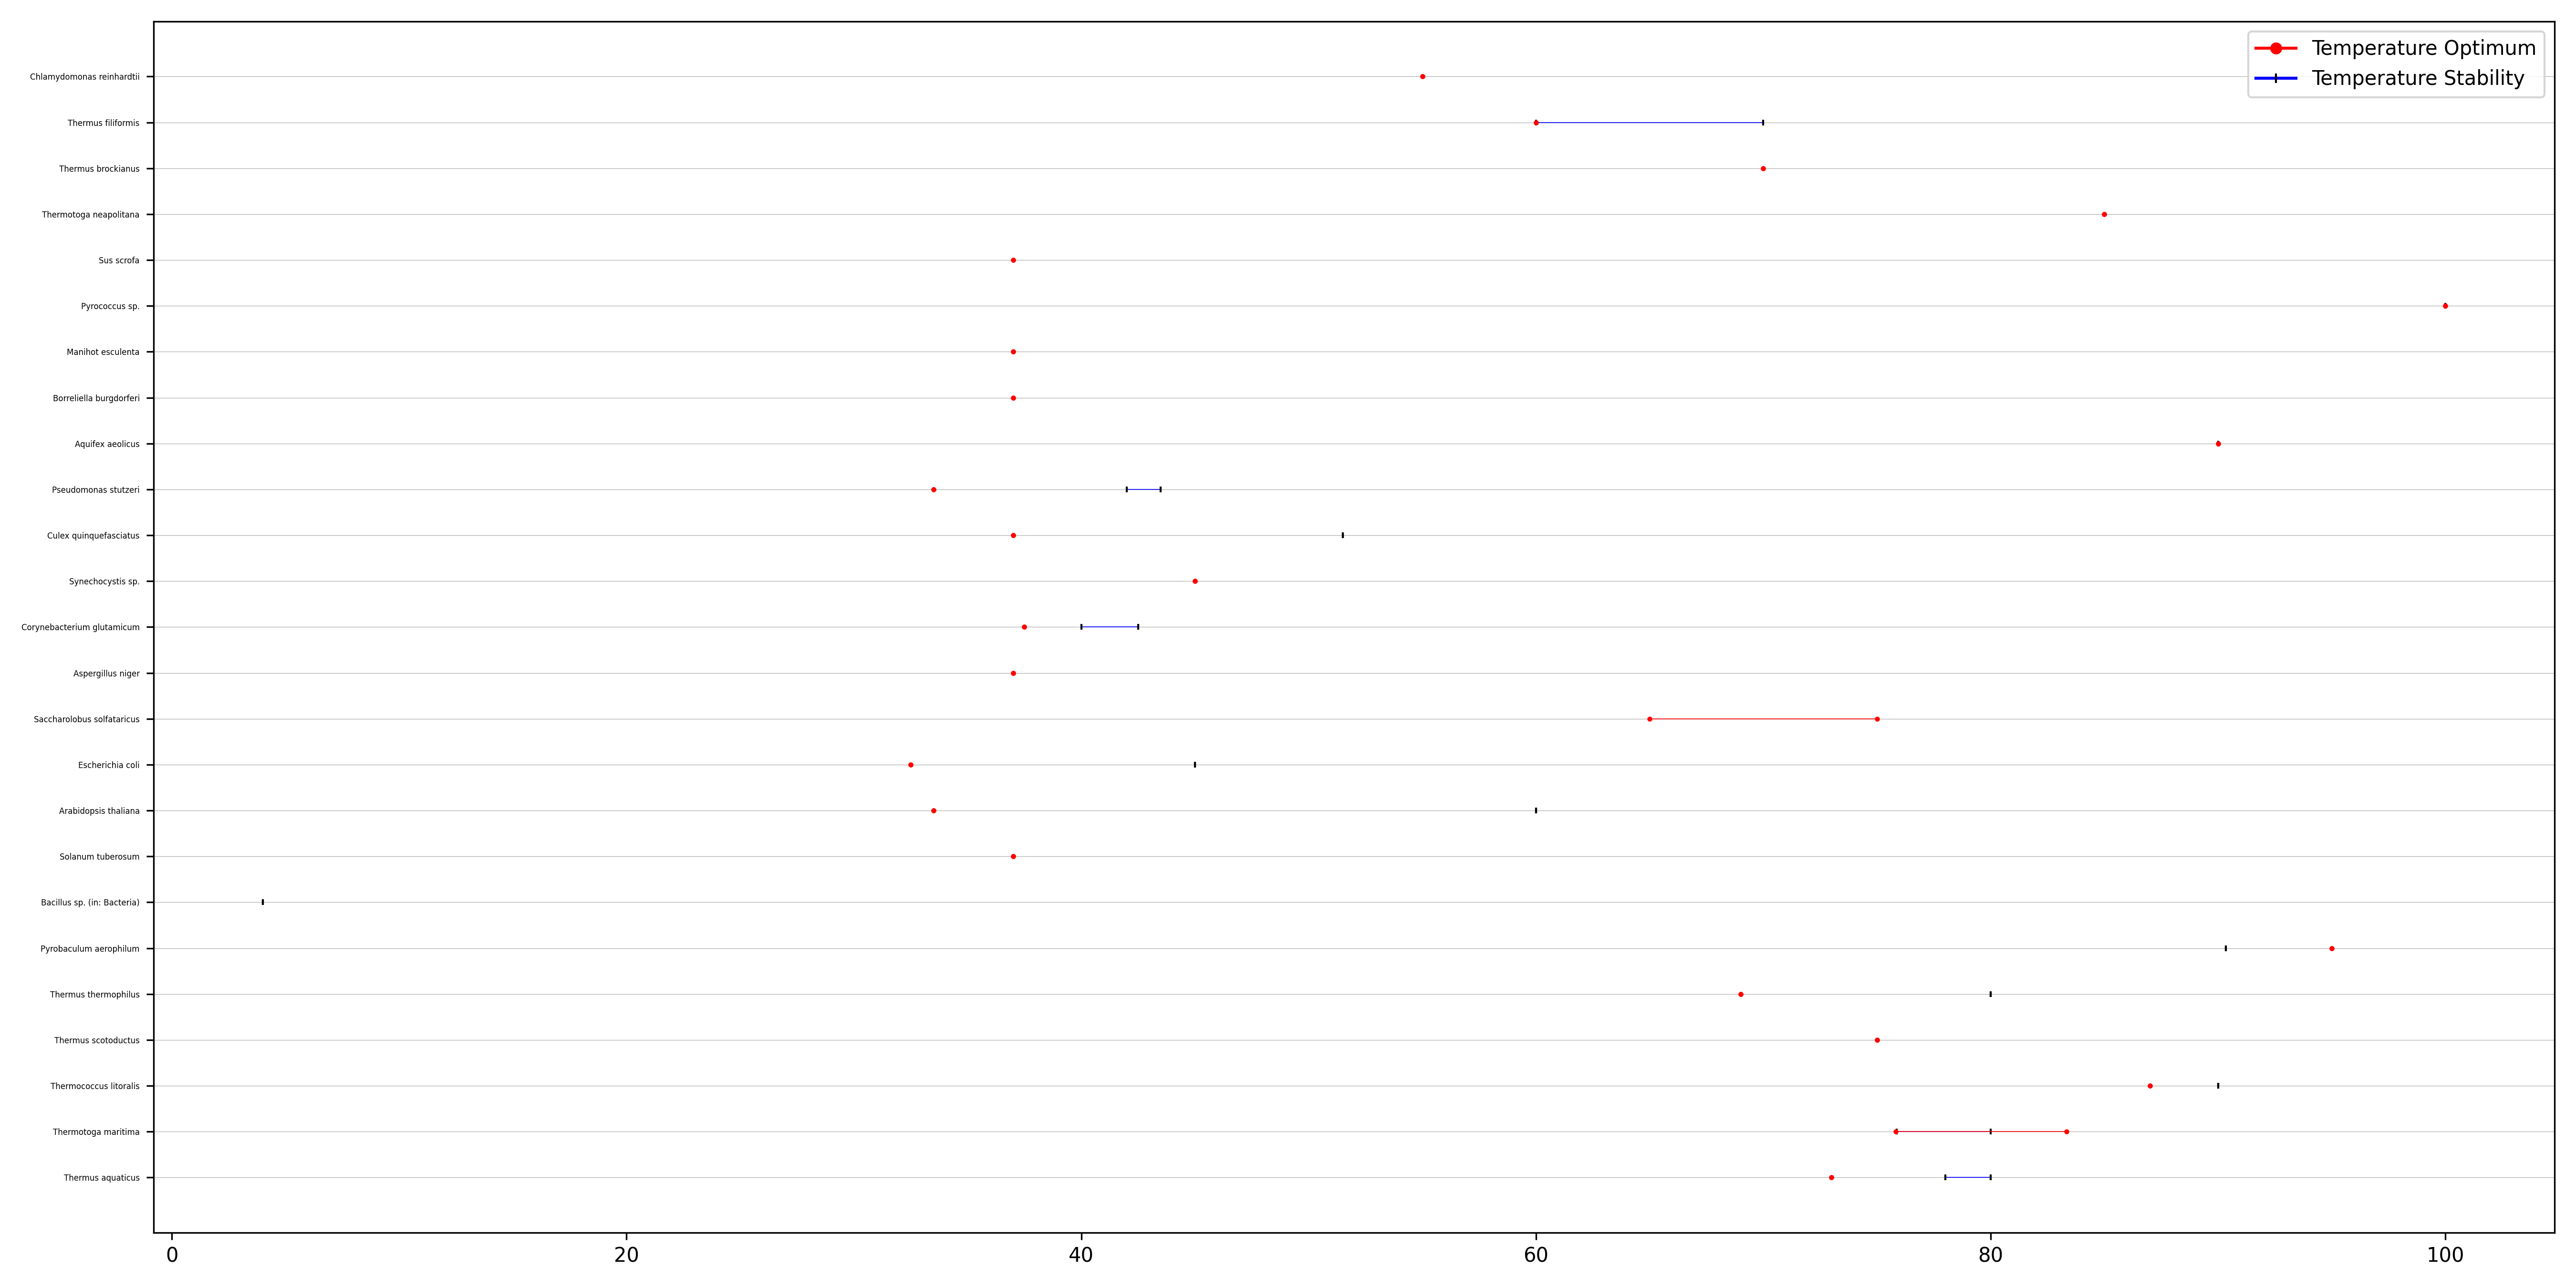 Temperature Optimum
Temperature Stability
Chlamydomonas reinhardtii
Thermus filiformis
Thermus brockianus
Thermotoga neapolitana
Sus scrofa
Pyrococcus sp.
Manihot esculenta
Borreliella burgdorferi
Aquifex aeolicus
Pseudomonas stutzeri
Culex quinquefasciatus
Synechocystis sp.
Corynebacterium glutamicum
Aspergillus niger
Saccharolobus solfataricus
Escherichia coli
Arabidopsis thaliana
Solanum tuberosum
Bacillus sp. (in: Bacteria)
Pyrobaculum aerophilum
Thermus thermophilus
Thermus scotoductus
Thermococcus litoralis
Thermotoga maritima
Thermus aquaticus
0 20 40 60 80 100